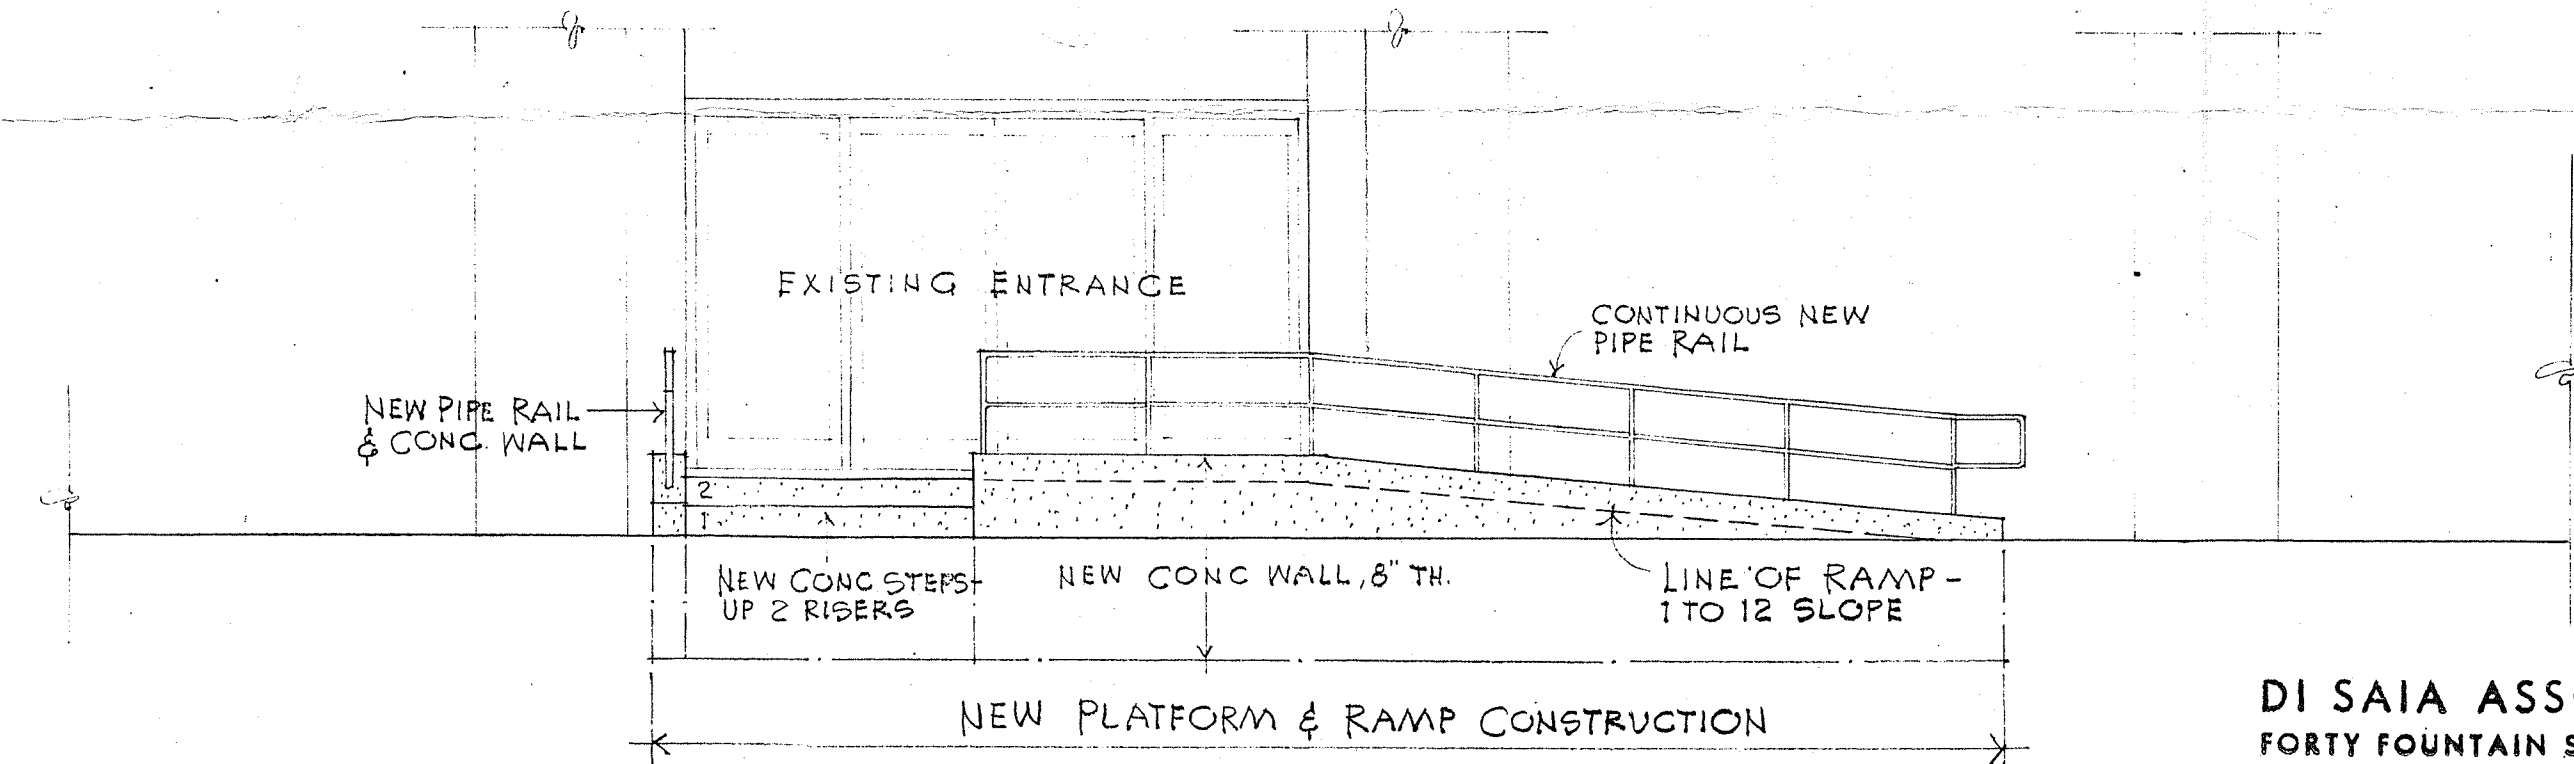 EXISTING ENTRANCE
CONTINUOUS NEW
PIPE RAIL
NEW PIPE RAIL
& CONC. WALL
2
1
NEW CONC STEPS
UP 2 RISERS
NEW CONC WALL, 8" TH.
LINE OF RAMP -
1 TO 12 SLOPE
NEW PLATFORM & RAMP CONSTRUCTION
DI SAIA ASS
FORTY FOUNTAIN S